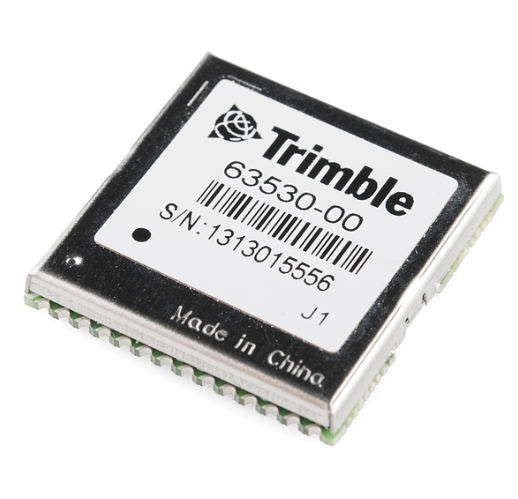 Trimble
63530-00
S/N:1313015556
J1
Made in China